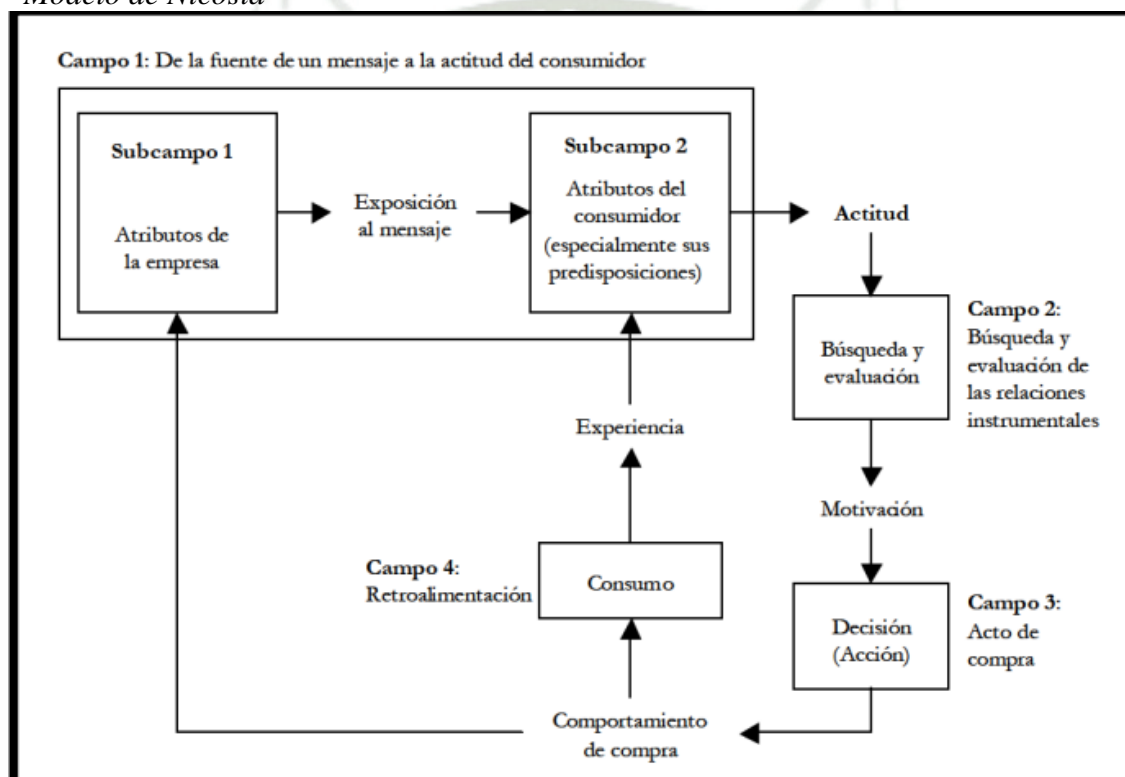 Modelo de Nicosia
Campo 1: De la fuente de un mensaje a la actitud del consumidor
Subcampo 1
Atributos de
la empresa
Exposición
al mensaje
Subcampo 2
Atributos del
consumidor
(especialmente sus
predisposiciones)
Actitud
Búsqueda y
evaluación
Campo 2:
Búsqueda y
evaluación de
las relaciones
instrumentales
Motivación
Decisión
(Acción)
Campo 3:
Acto de
compra
Comportamiento
de compra
Campo 4:
Retroalimentación
Consumo
Experiencia